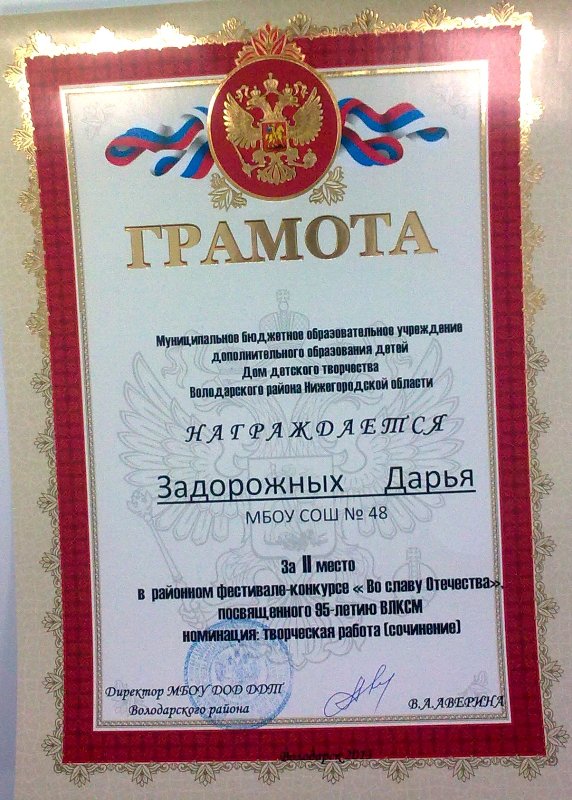 ГРАМОТА
Муниципальное бюджетное образовательное учреждение
дополнительного образования детей
Дом детского творчества
Володарского района Нижегородской области
НАГРАЖДАЕТСЯ
Задорожных Дарья
МБОУ СОШ № 48
За II место
в районном фестивале-конкурсе « Во славу Отечества»,
посвященного 95-летию ВЛКСМ
номинация: творческая работа (сочинение)
Директор МБОУ ДОД ДДТ
Володарского района
В.А.АВЕРИНА